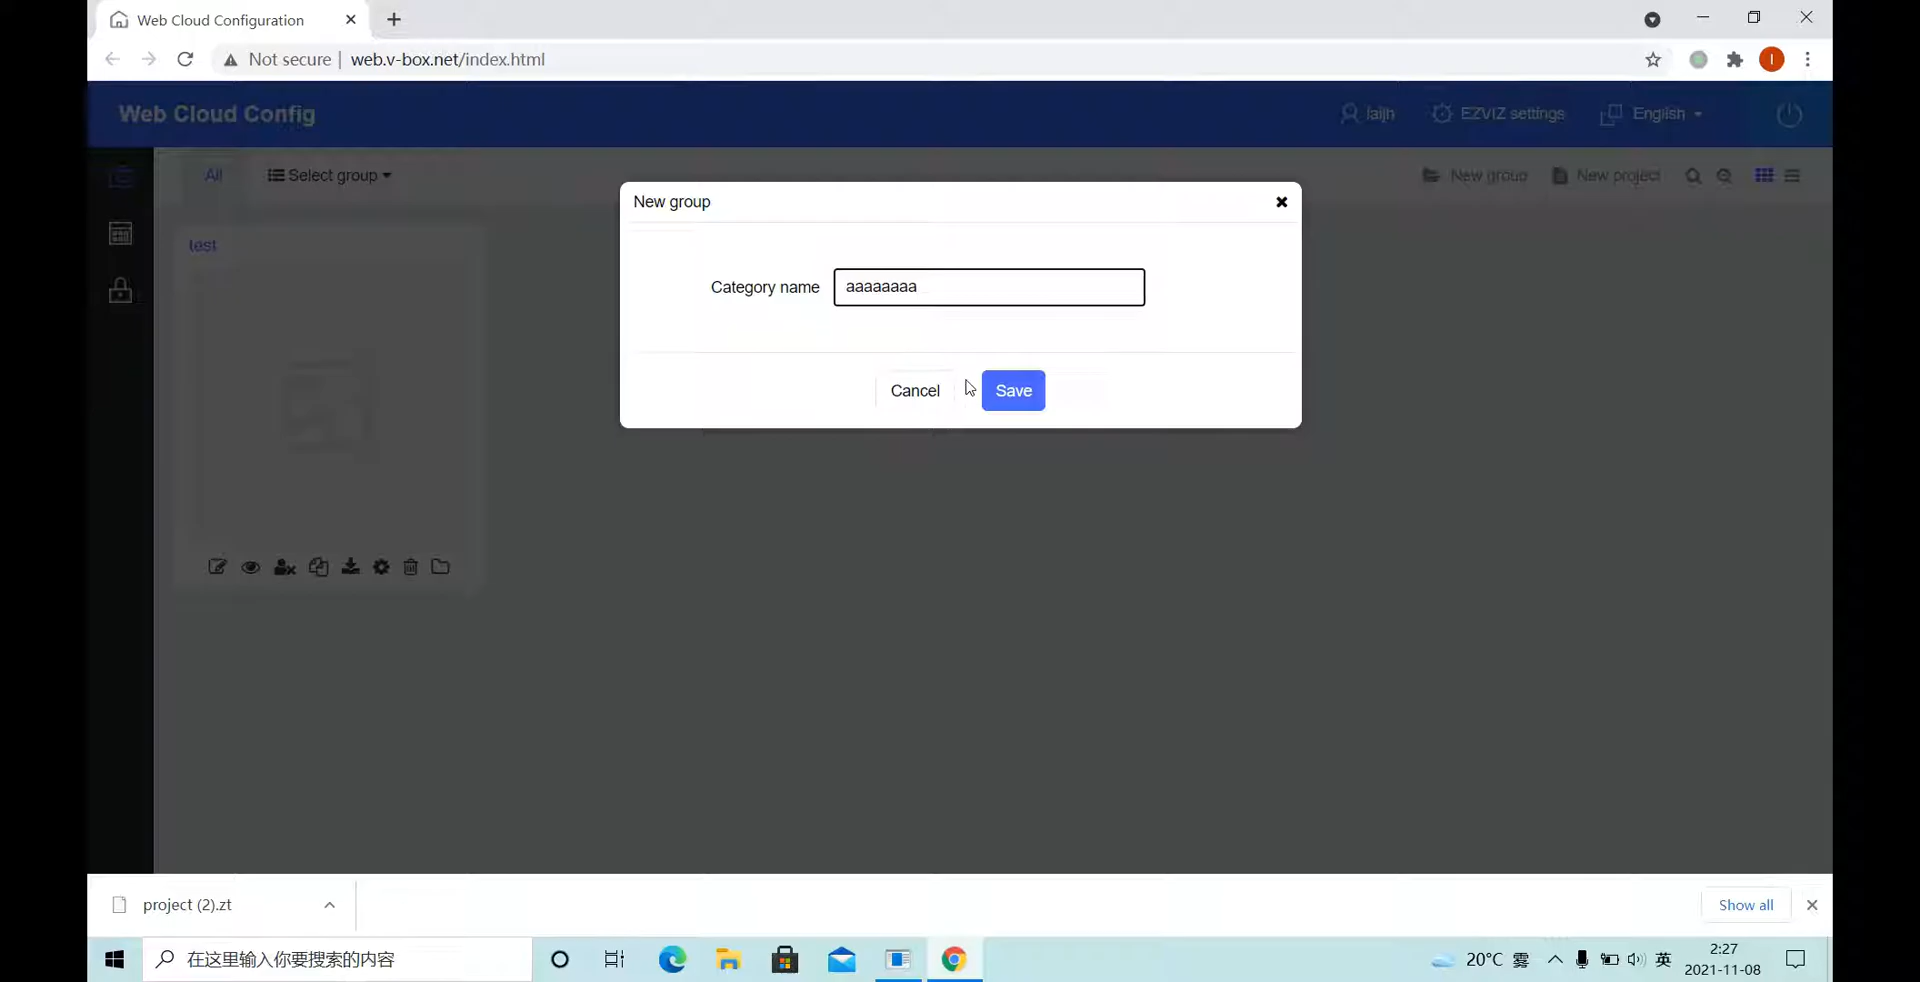 Web Cloud Configuration
Not secure | web.v-box.net/index.html
Web Cloud Config
laijh
EZVIZ settings
English
All
Select group
New group
New project
New group
test
Category name
aaaaaaaa
Cancel
Save
project (2).zt
Show all
在这里输入你要搜索的内容
20°C 雾
英
2:27
2021-11-08